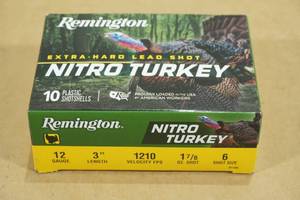 Remington
EXTRA-HARD LEAD SHOT
NITRO TURKEY
10 PLASTIC SHOTSHELLS
PROUDLY LOADED IN THE USA
BY AMERICAN WORKERS
Remington
NITRO
TURKEY
12 3" 1210 1 7/8 6
GAUGE LENGTH VELOCITY FPS OZ. SHOT SHOT SIZE